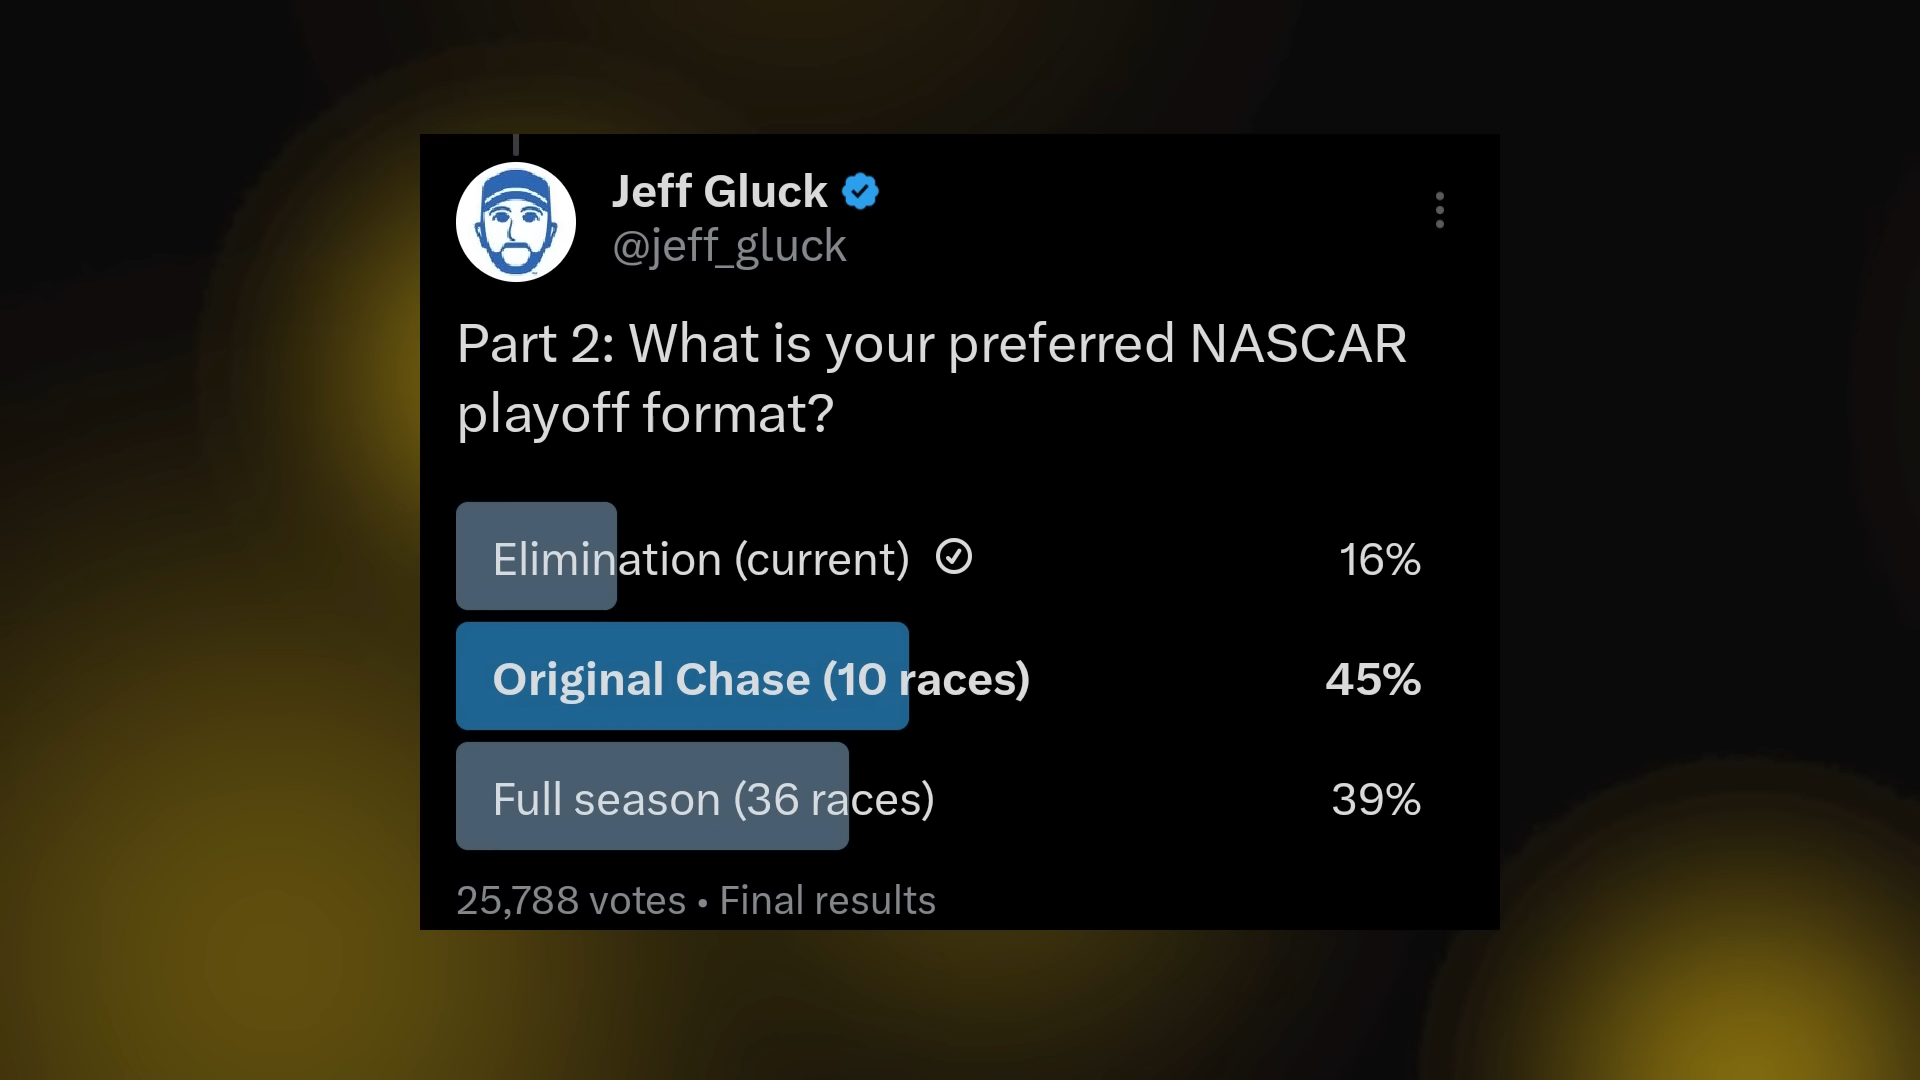 Jeff Gluck
@jeff_gluck
Part 2: What is your preferred NASCAR
playoff format?
Elimination (current) 16%
Original Chase (10 races) 45%
Full season (36 races) 39%
25,788 votes • Final results